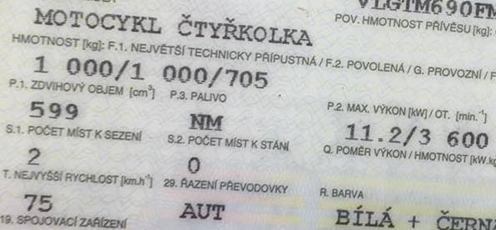 VLGTM690FM
MOTOCYKL ČTYŘKOLKA
POV. HMOTNOST PŘÍVĚSU [kg]:
HMOTNOST [kg]: F.1. NEJVĚTŠÍ TECHNICKY PŘÍPUSTNÁ / F.2. POVOLENÁ / G. PROVOZNÍ /
1 000/1 000/705
P.1. ZDVIHOVÝ OBJEM [cm³] P.3. PALIVO P.2. MAX. VÝKON [kW] / OT. [min.⁻¹]
599 NM 11.2/3 600
S.1. POČET MÍST K SEZENÍ S.2. POČET MÍST K STÁNÍ Q. POMĚR VÝKON / HMOTNOST
2 0
T. NEJVYŠŠÍ RYCHLOST [km.h⁻¹] 29. ŘAZENÍ PŘEVODOVKY R. BARVA
75 AUT BÍLÁ + ČERN
19. SPOJOVACÍ ZAŘÍZENÍ